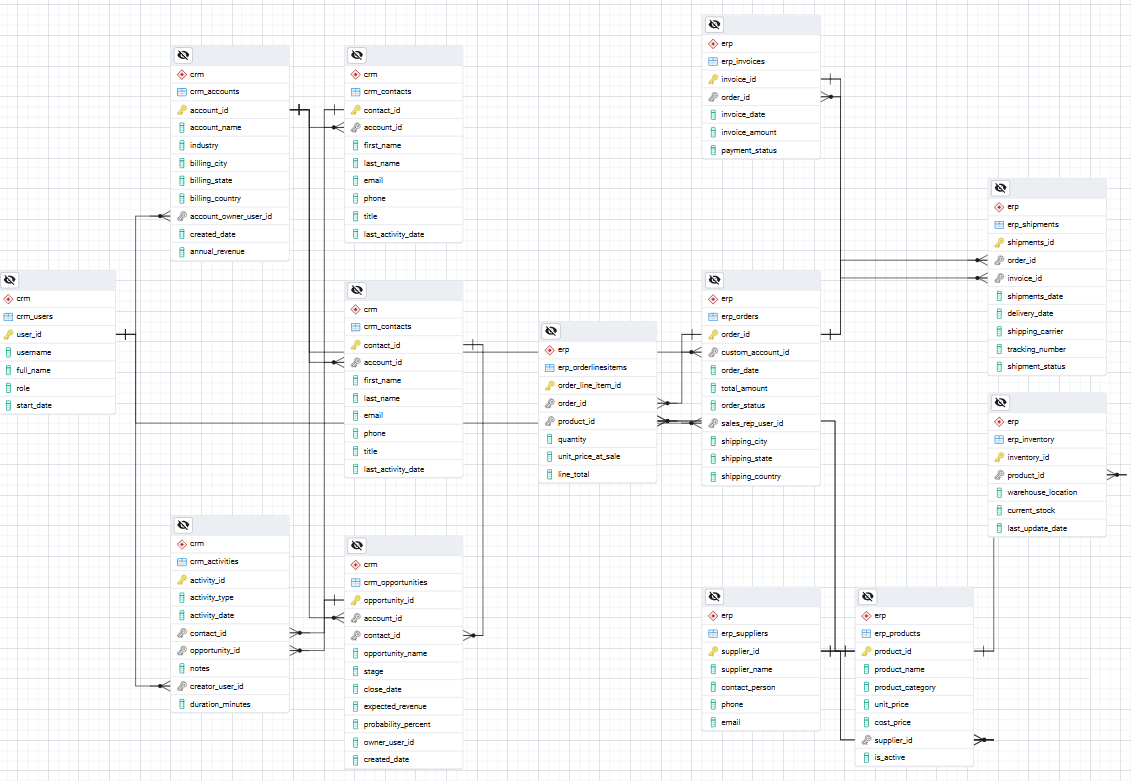 crm
crm_accounts
account_id
account_name
industry
billing_city
billing_state
billing_country
account_owner_user_id
created_date
annual_revenue
crm
crm_contacts
contact_id
account_id
first_name
last_name
email
phone
title
last_activity_date
erp
erp_invoices
invoice_id
order_id
invoice_date
invoice_amount
payment_status
erp
erp_shipments
shipments_id
order_id
invoice_id
shipments_date
delivery_date
shipping_carrier
tracking_number
shipment_status
crm
crm_users
user_id
username
full_name
role
start_date
crm
crm_contacts
contact_id
account_id
first_name
last_name
email
phone
title
last_activity_date
erp
erp_orderlinesitems
order_line_item_id
order_id
product_id
quantity
unit_price_at_sale
line_total
erp
erp_orders
order_id
custom_account_id
order_date
total_amount
order_status
sales_rep_user_id
shipping_city
shipping_state
shipping_country
erp
erp_inventory
inventory_id
product_id
warehouse_location
current_stock
last_update_date
crm
crm_activities
activity_id
activity_type
activity_date
contact_id
opportunity_id
notes
creator_user_id
duration_minutes
crm
crm_opportunities
opportunity_id
account_id
contact_id
opportunity_name
stage
close_date
expected_revenue
probability_percent
owner_user_id
created_date
erp
erp_suppliers
supplier_id
supplier_name
contact_person
phone
email
erp
erp_products
product_id
product_name
product_category
unit_price
cost_price
supplier_id
is_active